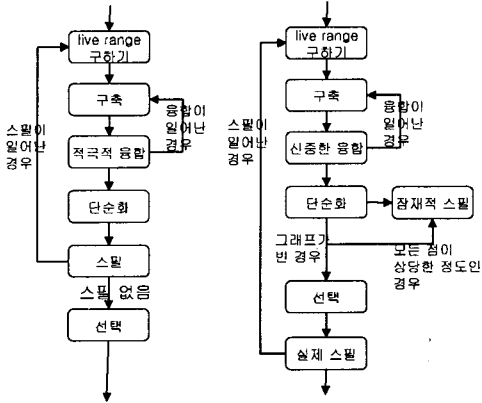 live range
구하기
구축
융합이
일어난
경우
스필이
일어난
경우
적극적 융합
단순화
스필
스필 없음
선택
live range
구하기
구축
융합이
일어난
경우
스필이
일어난
경우
신중한 융합
단순화
잠재적 스필
그래프가
빈 경우
모든 점이
상당한 정도인
경우
선택
실제 스필